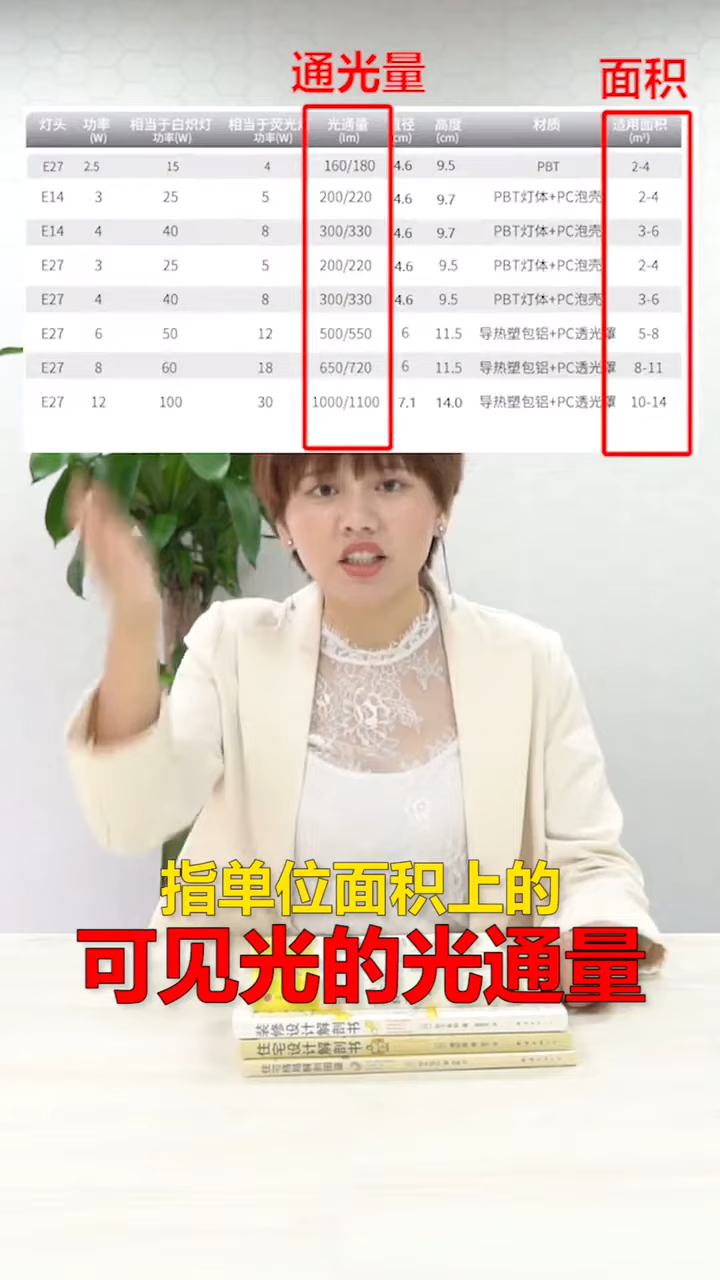 通光量 面积
灯头 功率(W) 相当于白炽灯功率(W) 相当于荧光 功率(W) 光通量(lm) 直径(cm) 高度(cm) 材质 适用面积(m²)
E27 2.5 15 4 160/180 4.6 9.5 PBT 2-4
E14 3 25 5 200/220 4.6 9.7 PBT灯体+PC泡壳 2-4
E14 4 40 8 300/330 4.6 9.7 PBT灯体+PC泡壳 3-6
E27 3 25 5 200/220 4.6 9.5 PBT灯体+PC泡壳 2-4
E27 4 40 8 300/330 4.6 9.5 PBT灯体+PC泡壳 3-6
E27 6 50 12 500/550 6 11.5 导热塑包铝+PC透光罩 5-8
E27 8 60 18 650/720 6 11.5 导热塑包铝+PC透光罩 8-11
E27 12 100 30 1000/1100 7.1 14.0 导热塑包铝+PC透光罩 10-14
指单位面积上的
可见光的光通量
装修设计解剖书
住宅设计解剖书